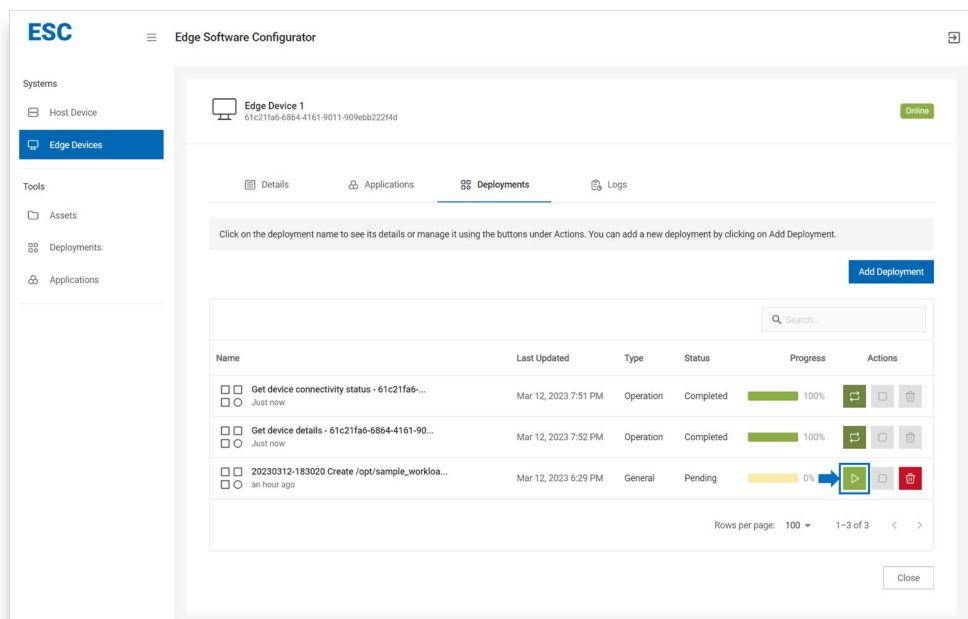 ESC
Edge Software Configurator
Systems
Host Device
Edge Devices
Tools
Assets
Deployments
Applications
Edge Device 1
61c21fa6-6864-4161-9011-909ebb222f4d
Online
Details
Applications
Deployments
Logs
Click on the deployment name to see its details or manage it using the buttons under Actions. You can add a new deployment by clicking on Add Deployment.
Add Deployment
Search...
Name Last Updated Type Status Progress Actions
Get device connectivity status - 61c21fa6-...
Just now
Mar 12, 2023 7:51 PM Operation Completed 100%
Get device details - 61c21fa6-6864-4161-90...
Just now
Mar 12, 2023 7:52 PM Operation Completed 100%
20230312-183020 Create /opt/sample_workloa...
an hour ago
Mar 12, 2023 6:29 PM General Pending 0%
Rows per page: 100 1–3 of 3
Close